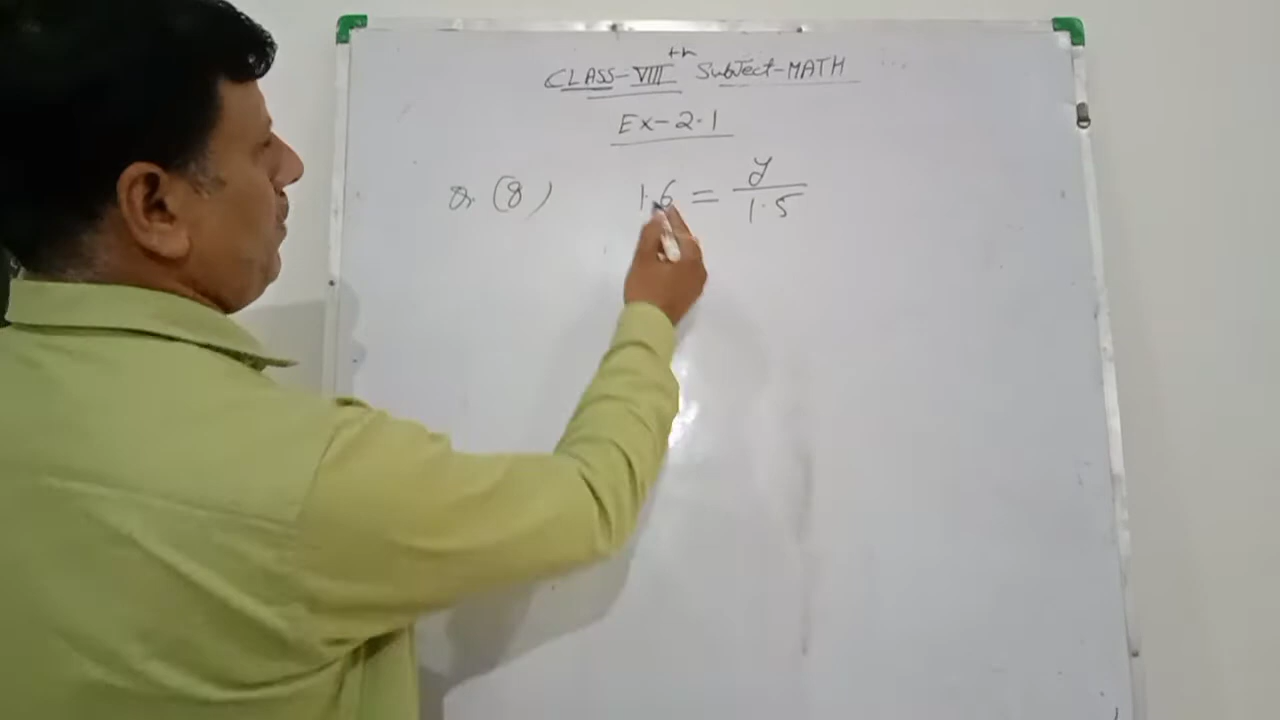 CLASS-VIIIth SubJect-MATH
Ex-2.1
Q. (8) 1.6 = y/1.5